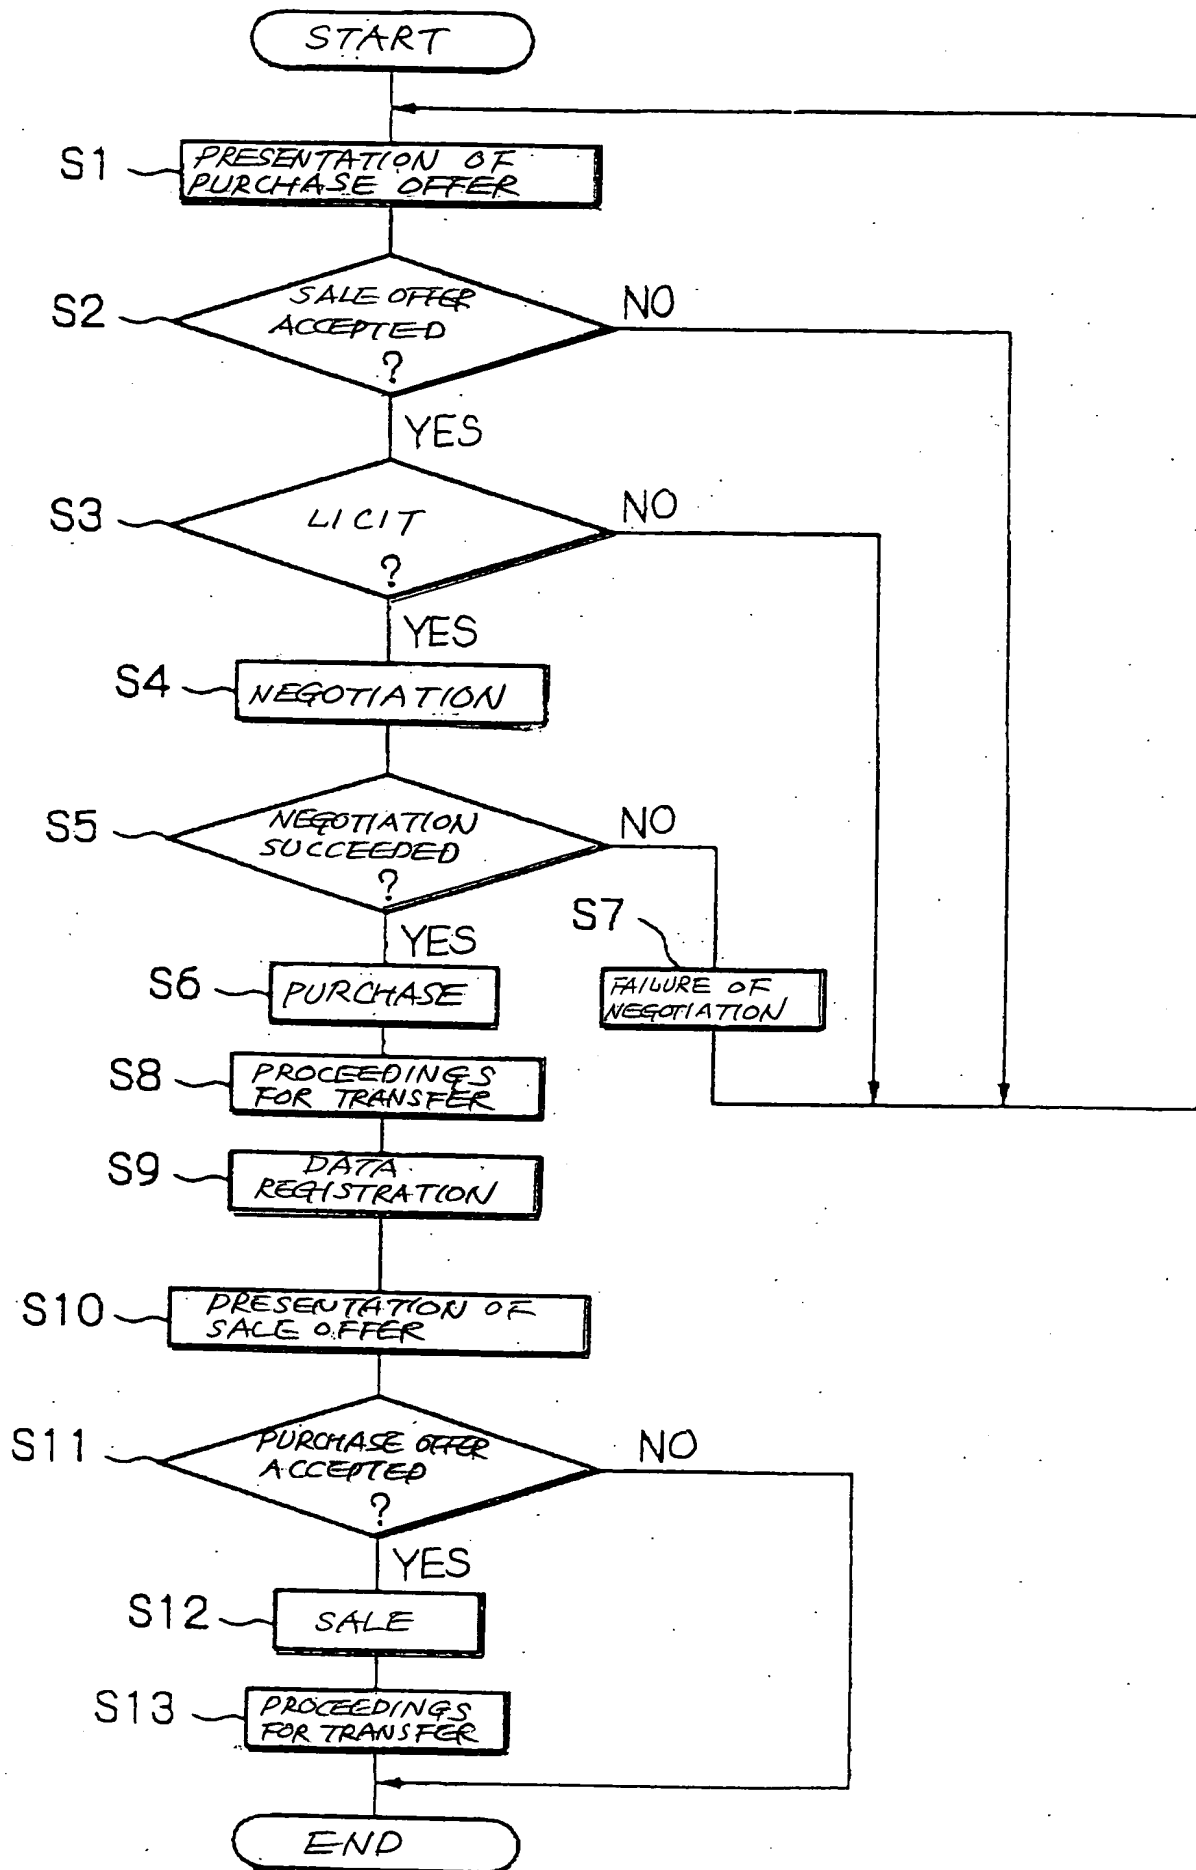 START
S1
PRESENTATION OF
PURCHASE OFFER
S2
SALE OFFER
ACCEPTED
?
NO
YES
S3
LICIT
?
NO
YES
S4
NEGOTIATION
S5
NEGOTIATION
SUCCEEDED
?
NO
YES
S7
FAILURE OF
NEGOTIATION
S6
PURCHASE
S8
PROCEEDINGS
FOR TRANSFER
S9
DATA
REGISTRATION
S10
PRESENTATION OF
SALE OFFER
S11
PURCHASE OFFER
ACCEPTED
?
NO
YES
S12
SALE
S13
PROCEEDINGS
FOR TRANSFER
END